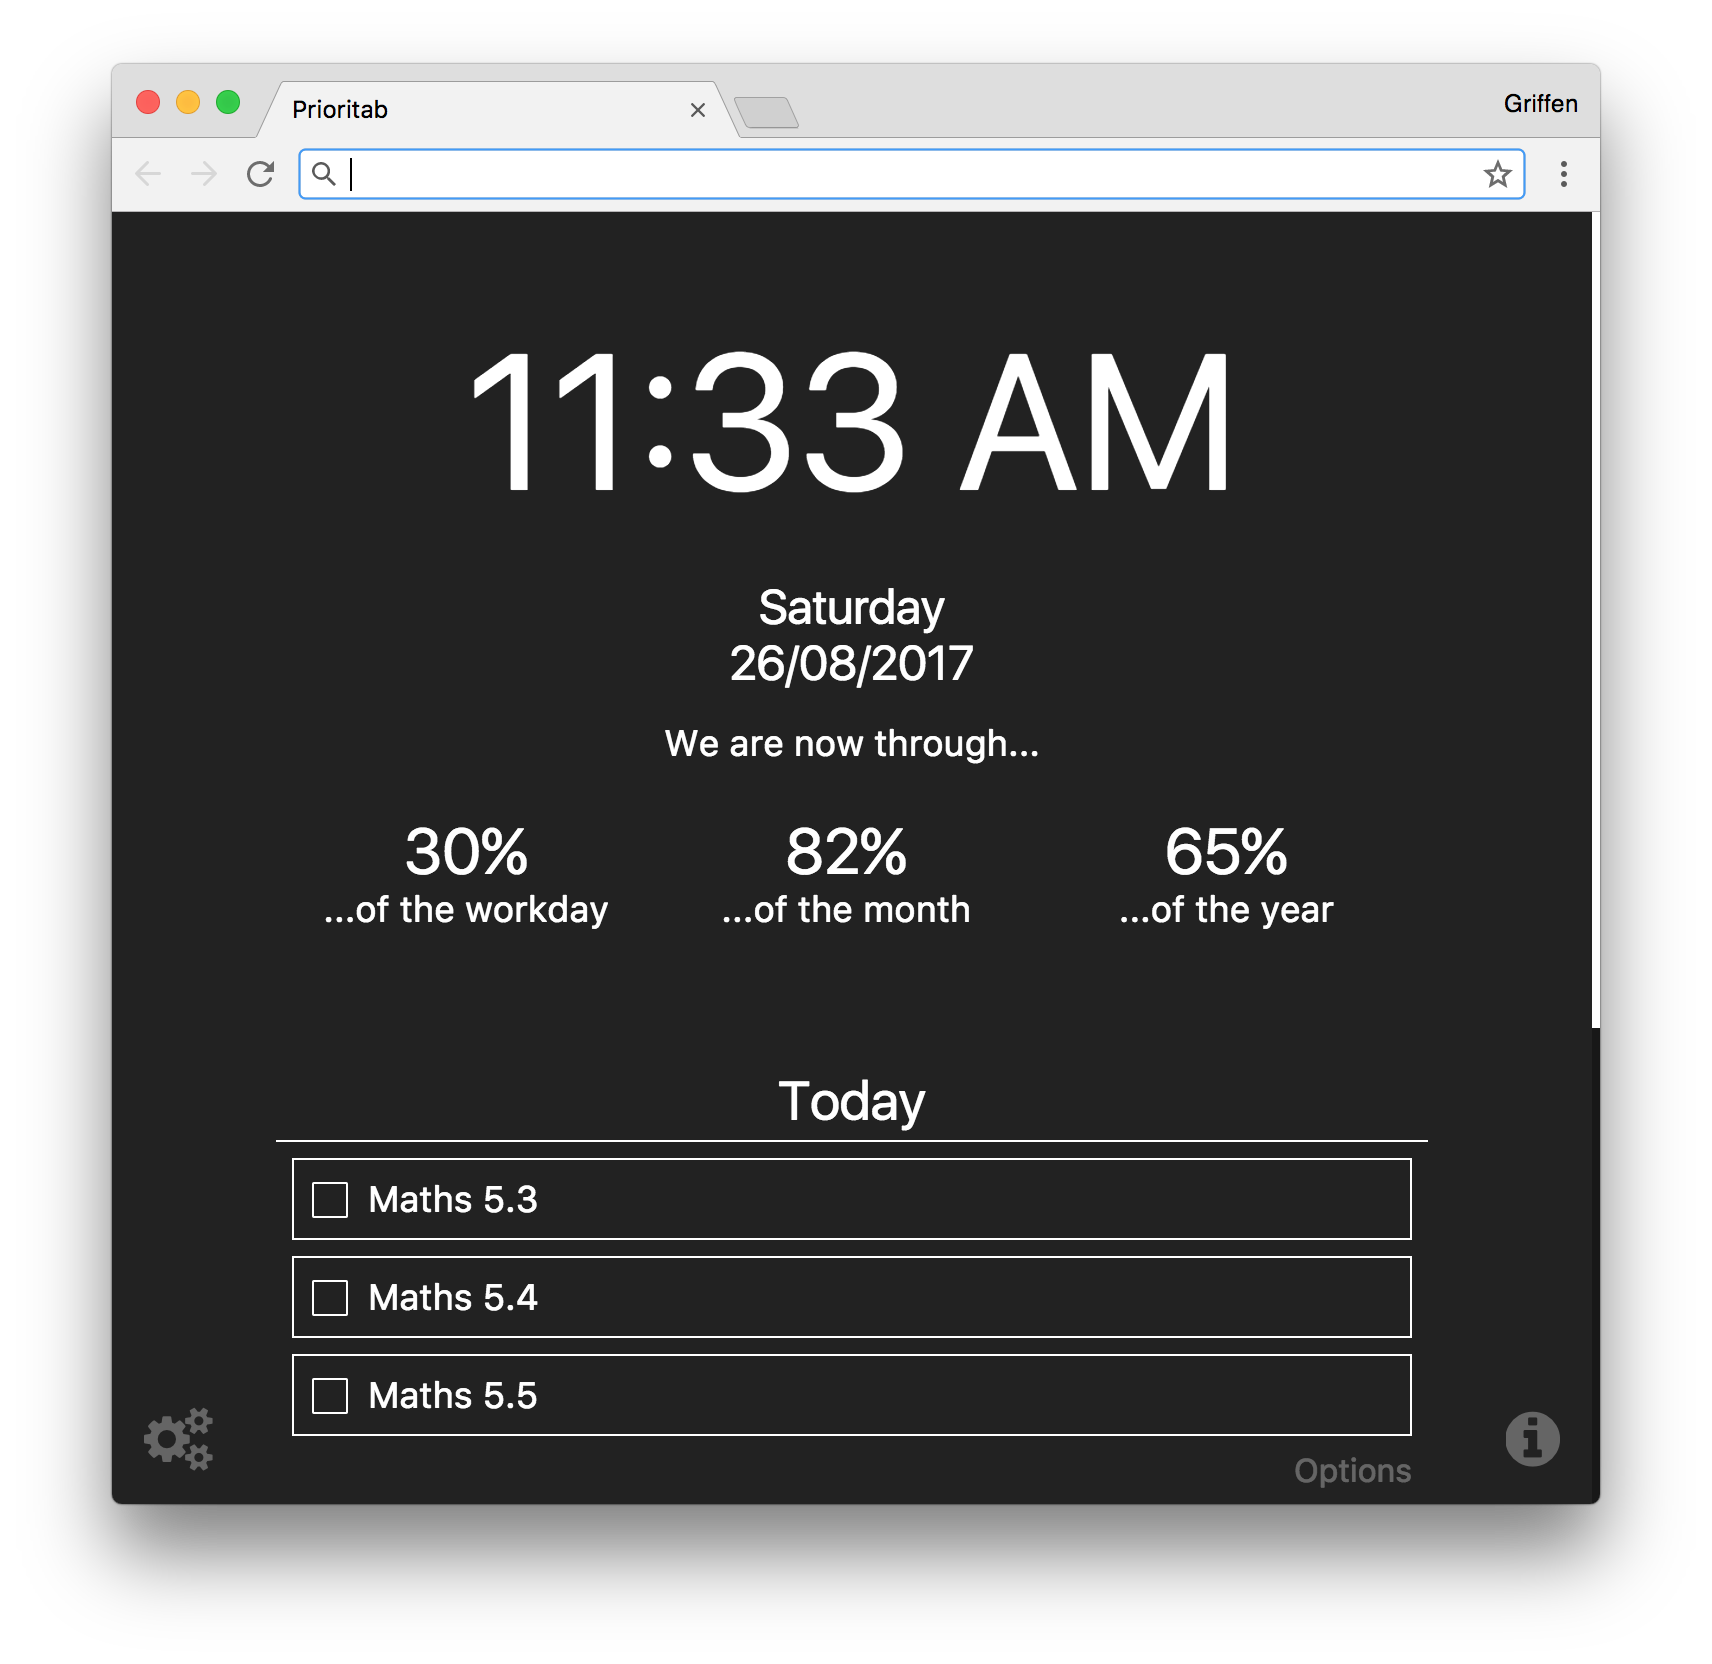 Prioritab
Griffen
11:33 AM
Saturday
26/08/2017
We are now through...
30%
...of the workday
82%
...of the month
65%
...of the year
Today
Maths 5.3
Maths 5.4
Maths 5.5
Options